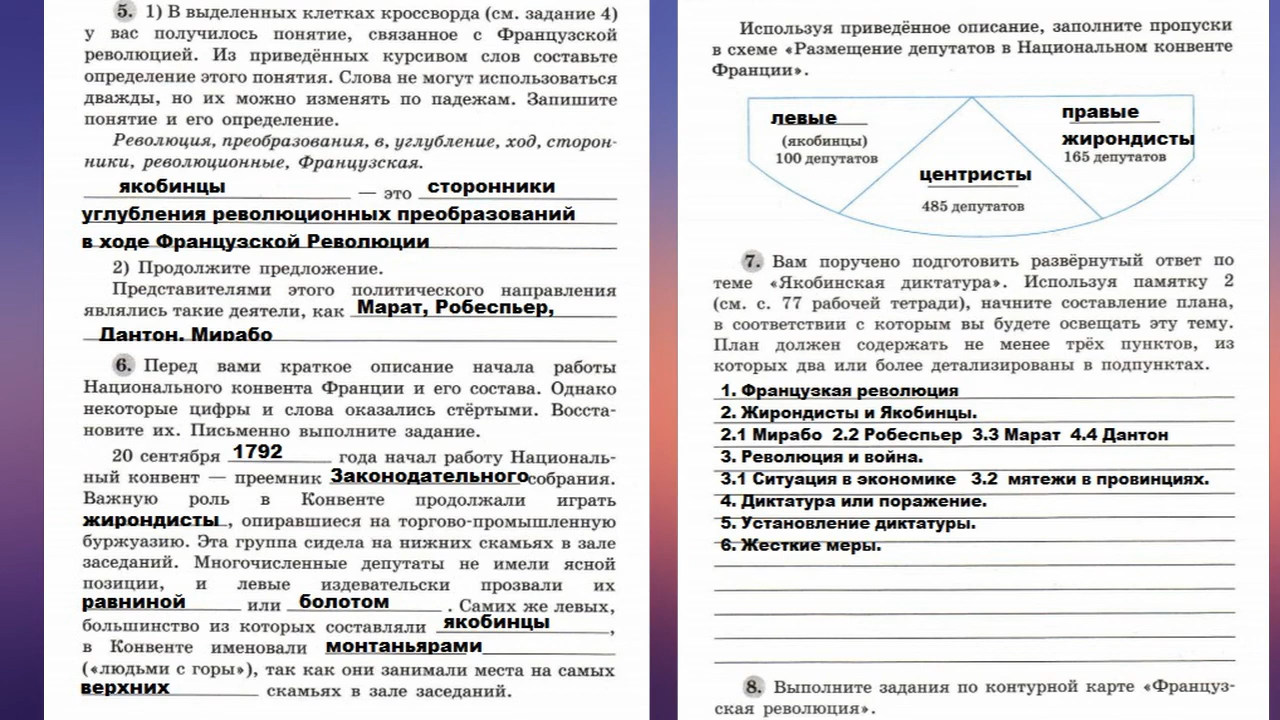 5. 1) В выделенных клетках кроссворда (см. задание 4)
у вас получилось понятие, связанное с Французской
революцией. Из приведённых курсивом слов составьте
определение этого понятия. Слова не могут использоваться
дважды, но их можно изменять по падежам. Запишите
понятие и его определение.
Революция, преобразования, в, углубление, ход, сторон-
ники, революционные, Французская.
якобинцы — это сторонники
углубления революционных преобразований
в ходе Французской Революции
2) Продолжите предложение.
Представителями этого политического направления
являлись такие деятели, как Марат, Робеспьер,
Дантон. Мирабо
6. Перед вами краткое описание начала работы
Национального конвента Франции и его состава. Однако
некоторые цифры и слова оказались стёртыми. Восста-
новите их. Письменно выполните задание.
20 сентября 1792 года начал работу Националь-
ный конвент — преемник Законодательного собрания.
Важную роль в Конвенте продолжали играть
жирондисты, опиравшиеся на торгово-промышленную
буржуазию. Эта группа сидела на нижних скамьях в зале
заседаний. Многочисленные депутаты не имели ясной
позиции, и левые издевательски прозвали их
равниной или болотом. Самих же левых,
большинство из которых составляли якобинцы,
в Конвенте именовали монтаньярами
(«людьми с горы»), так как они занимали места на самых
верхних скамьях в зале заседаний.
Используя приведённое описание, заполните пропуски
в схеме «Размещение депутатов в Национальном конвенте
Франции».
левые
(якобинцы)
100 депутатов
центристы
485 депутатов
правые
жирондисты
165 депутатов
7. Вам поручено подготовить развёрнутый ответ по
теме «Якобинская диктатура». Используя памятку 2
(см. с. 77 рабочей тетради), начните составление плана,
в соответствии с которым вы будете освещать эту тему.
План должен содержать не менее трёх пунктов, из
которых два или более детализированы в подпунктах.
1. Французкая революция
2. Жирондисты и Якобинцы.
2.1 Мирабо 2.2 Робеспьер 3.3 Марат 4.4 Дантон
3. Революция и война.
3.1 Ситуация в экономике 3.2 мятежи в провинциях.
4. Диктатура или поражение.
5. Установление диктатуры.
6. Жесткие меры.
8. Выполните задания по контурной карте «Француз-
ская революция».